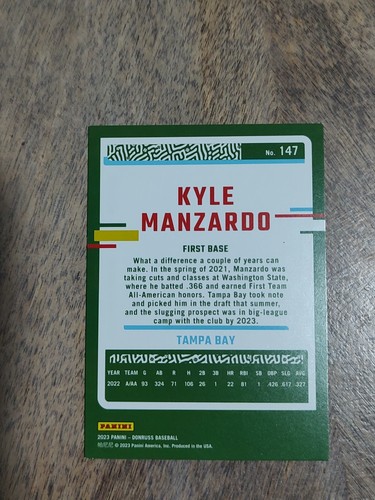 No. 147
KYLE
MANZARDO
FIRST BASE
What a difference a couple of years can
make. In the spring of 2021, Manzardo was
taking cuts and classes at Washington State,
where he batted .366 and earned First Team
All-American honors. Tampa Bay took note
and picked him in the draft that summer,
and the slugging prospect was in big-league
camp with the club by 2023.
TAMPA BAY
YEAR TEAM G AB R H 2B 3B HR RBI SB OBP SLG AVG
2022 A/AA 93 324 71 106 26 1 22 81 1 .426 .617 .327
PANINI
2023 PANINI – DONRUSS BASEBALL
© 2023 Panini America, Inc. Produced in the USA.